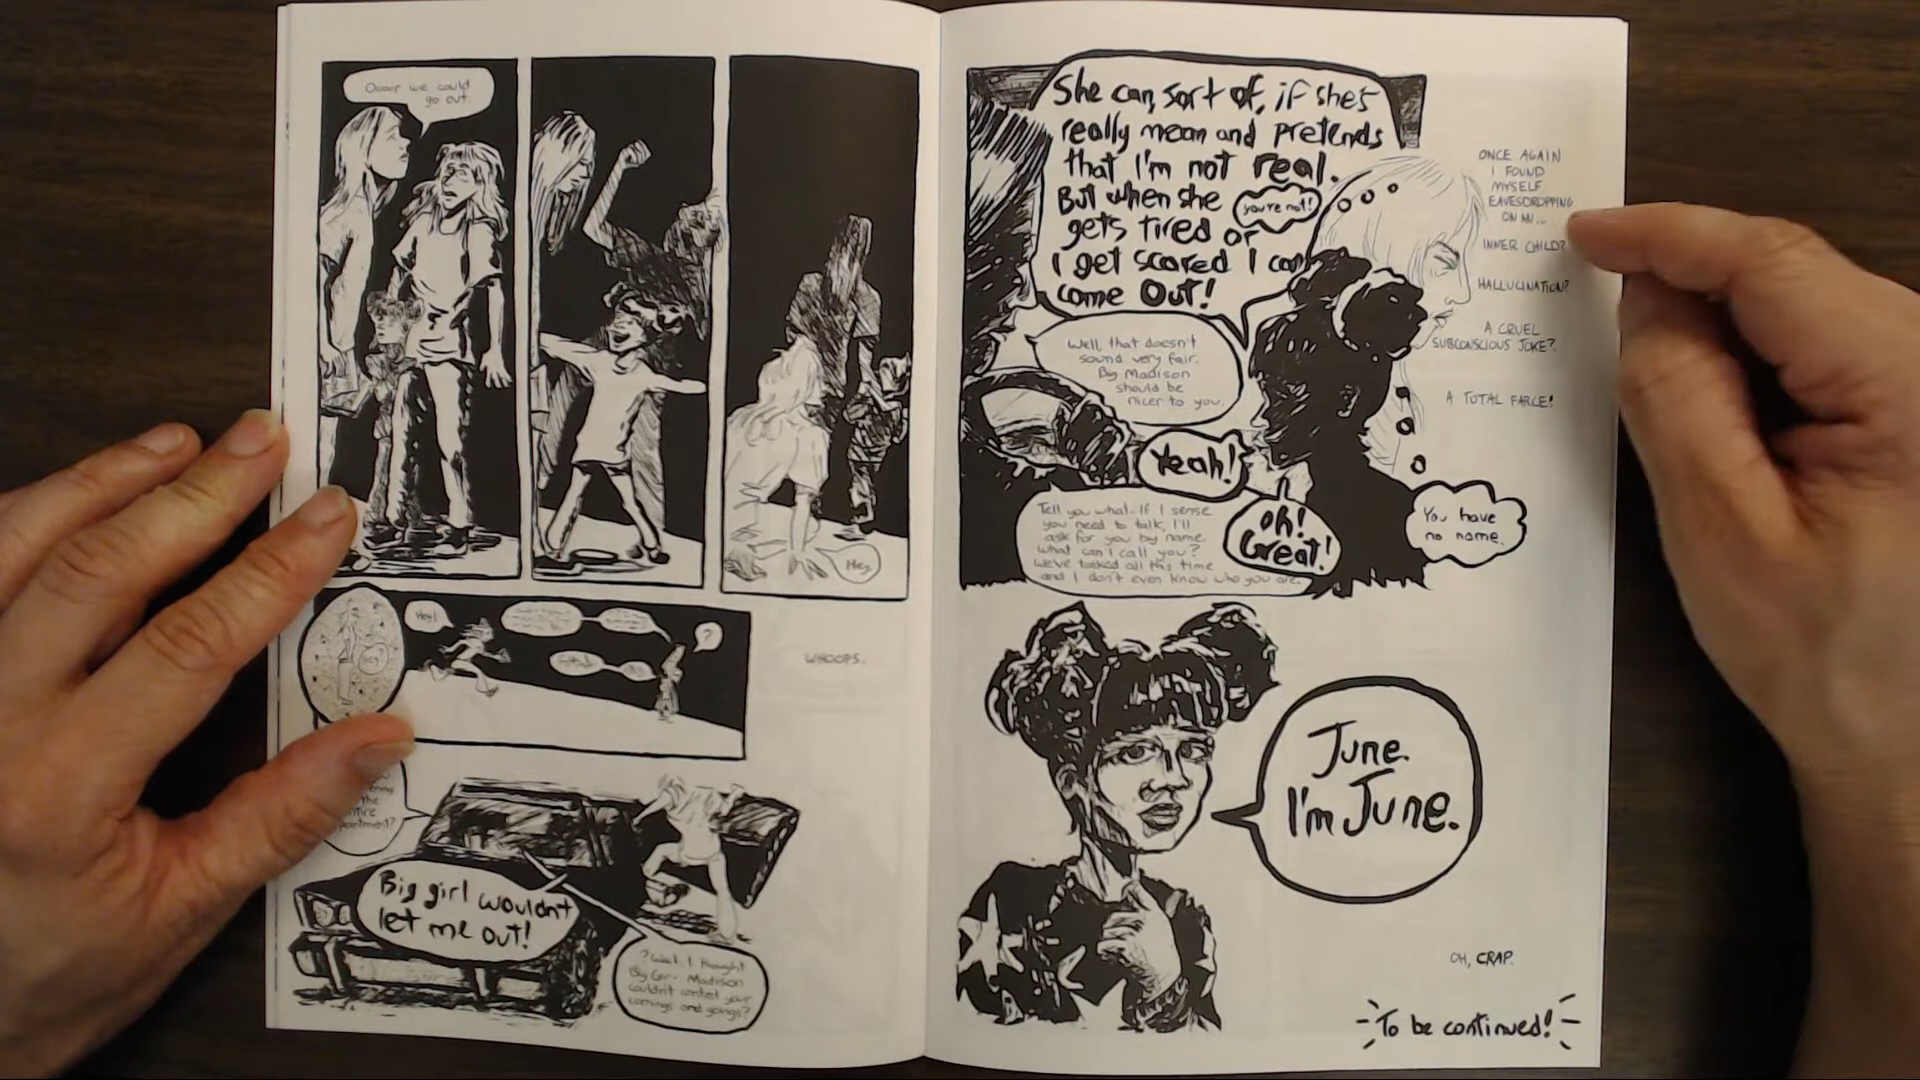 Oooor we could
go out.
Hey.
Hey!
?
WHOOPS.
the
Big girl wouldn't
let me out!
? Wait. I thought
Big Gir- Madison
couldn't control your
comings and goings?
She can, sort of, if she's
really mean and pretends
that I'm not real.
But when she
gets tired or
I get scared I can
come Out!
you're not!
ONCE AGAIN
I FOUND
MYSELF
EAVESDROPPING
ON AN...
INNER CHILD?
HALLUCINATION?
A CRUEL
SUBCONSCIOUS JOKE?
A TOTAL FARCE!
Well, that doesn't
sound very fair.
Big Madison
should be
nicer to you.
Yeah!
Tell you what. If I sense
you need to talk, I'll
ask for you by name.
What can I call you?
We've talked all this time
and I don't even know who you are.
Oh!
Great!
You have
no name.
June.
I'm June.
OH, CRAP.
To be continued!